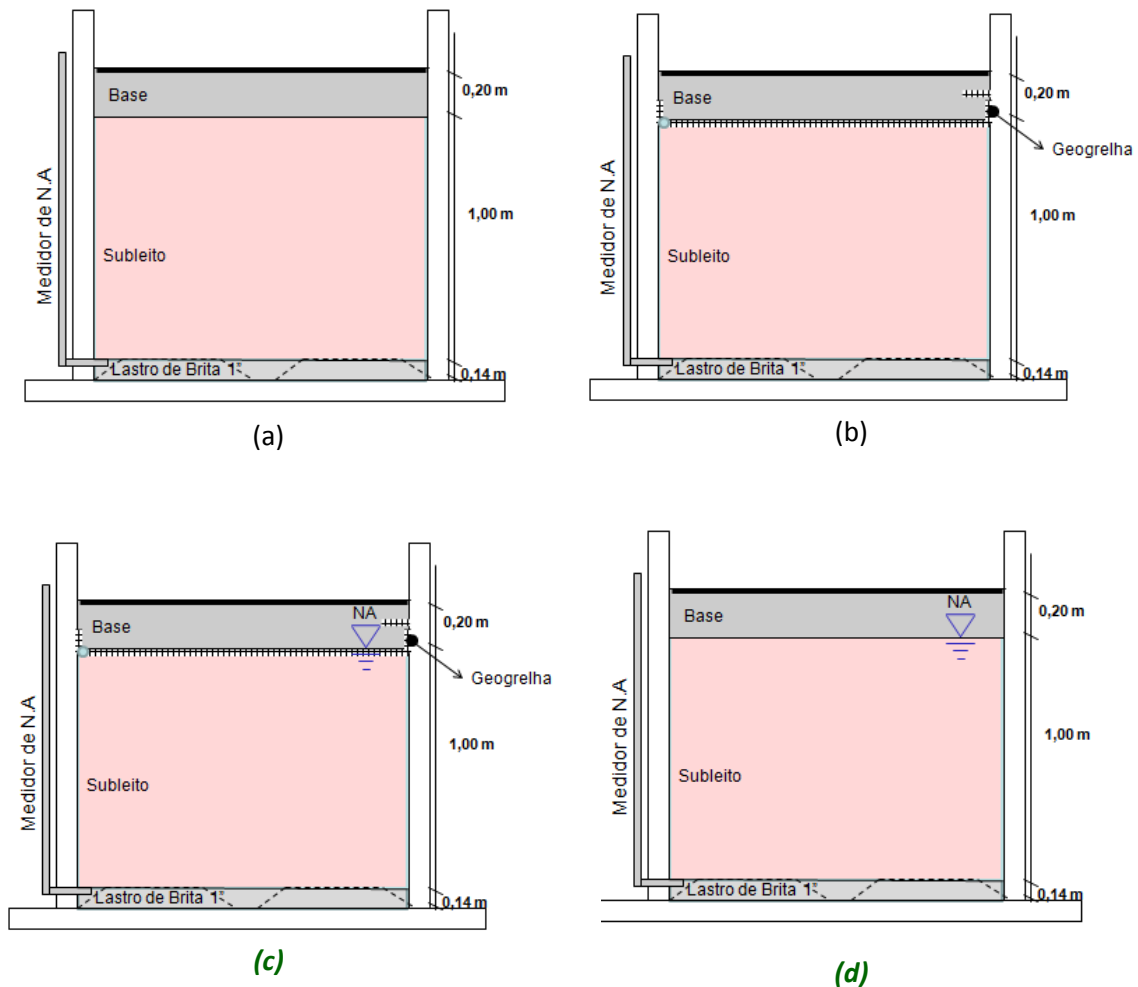 Base
Subleito
Lastro de Brita 1"
Medidor de N.A
0,20 m
1,00 m
0,14 m
(a)
Base
Subleito
Lastro de Brita 1"
Medidor de N.A
0,20 m
Geogrelha
1,00 m
0,14 m
(b)
NA
Base
Subleito
Lastro de Brita 1"
Medidor de N.A
0,20 m
Geogrelha
1,00 m
0,14 m
(c)
NA
Base
Subleito
Lastro de Brita 1"
Medidor de N.A
0,20 m
1,00 m
0,14 m
(d)